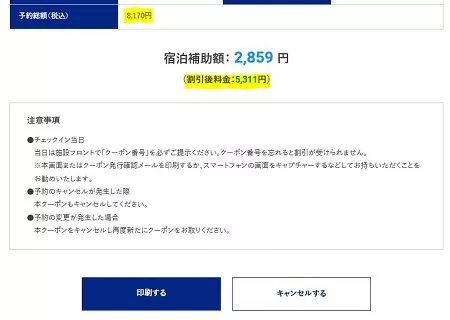 予約総額(税込) 8,170円
宿泊補助額: 2,859 円
(割引後料金:5,311円)
注意事項
●チェックイン当日
当日は施設フロントで「クーポン番号」を必ずご提示ください。クーポン番号を忘れると割引が受けられません。
※本画面またはクーポン発行確認メールを印刷するか、スマートフォンの画面をキャプチャーするなどしてお持ちいただくことを
お勧めいたします。
●予約のキャンセルが発生した際
本クーポンもキャンセルしてください。
●予約の変更が発生した場合
本クーポンをキャンセルし再度新たにクーポンをお取りください。
印刷する
キャンセルする